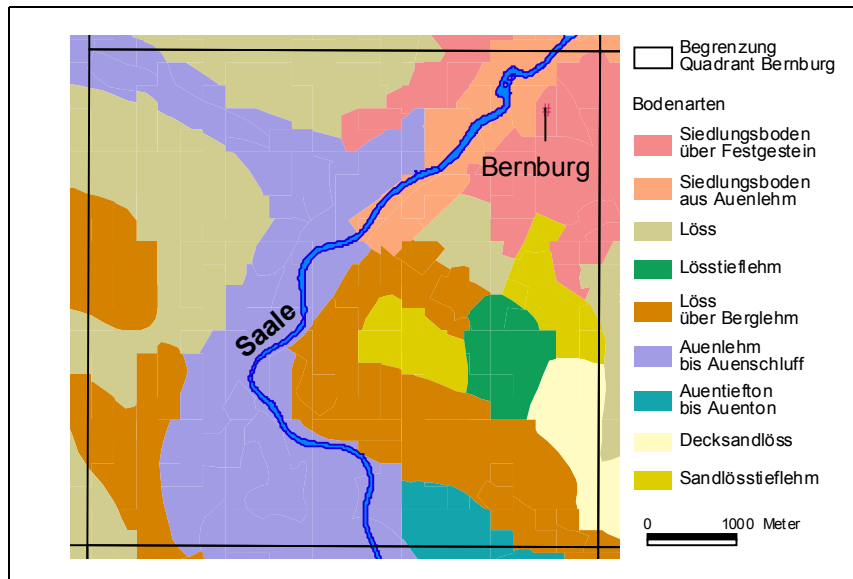 Begrenzung
Quadrant Bernburg
Bodenarten
Siedlungsboden
über Festgestein
Siedlungsboden
aus Auenlehm
Löss
Lösstieflehm
Löss
über Berglehm
Auenlehm
bis Auenschluff
Auentiefton
bis Auenton
Decksandlöss
Sandlösstieflehm
0 1000 Meter
Bernburg
Saale